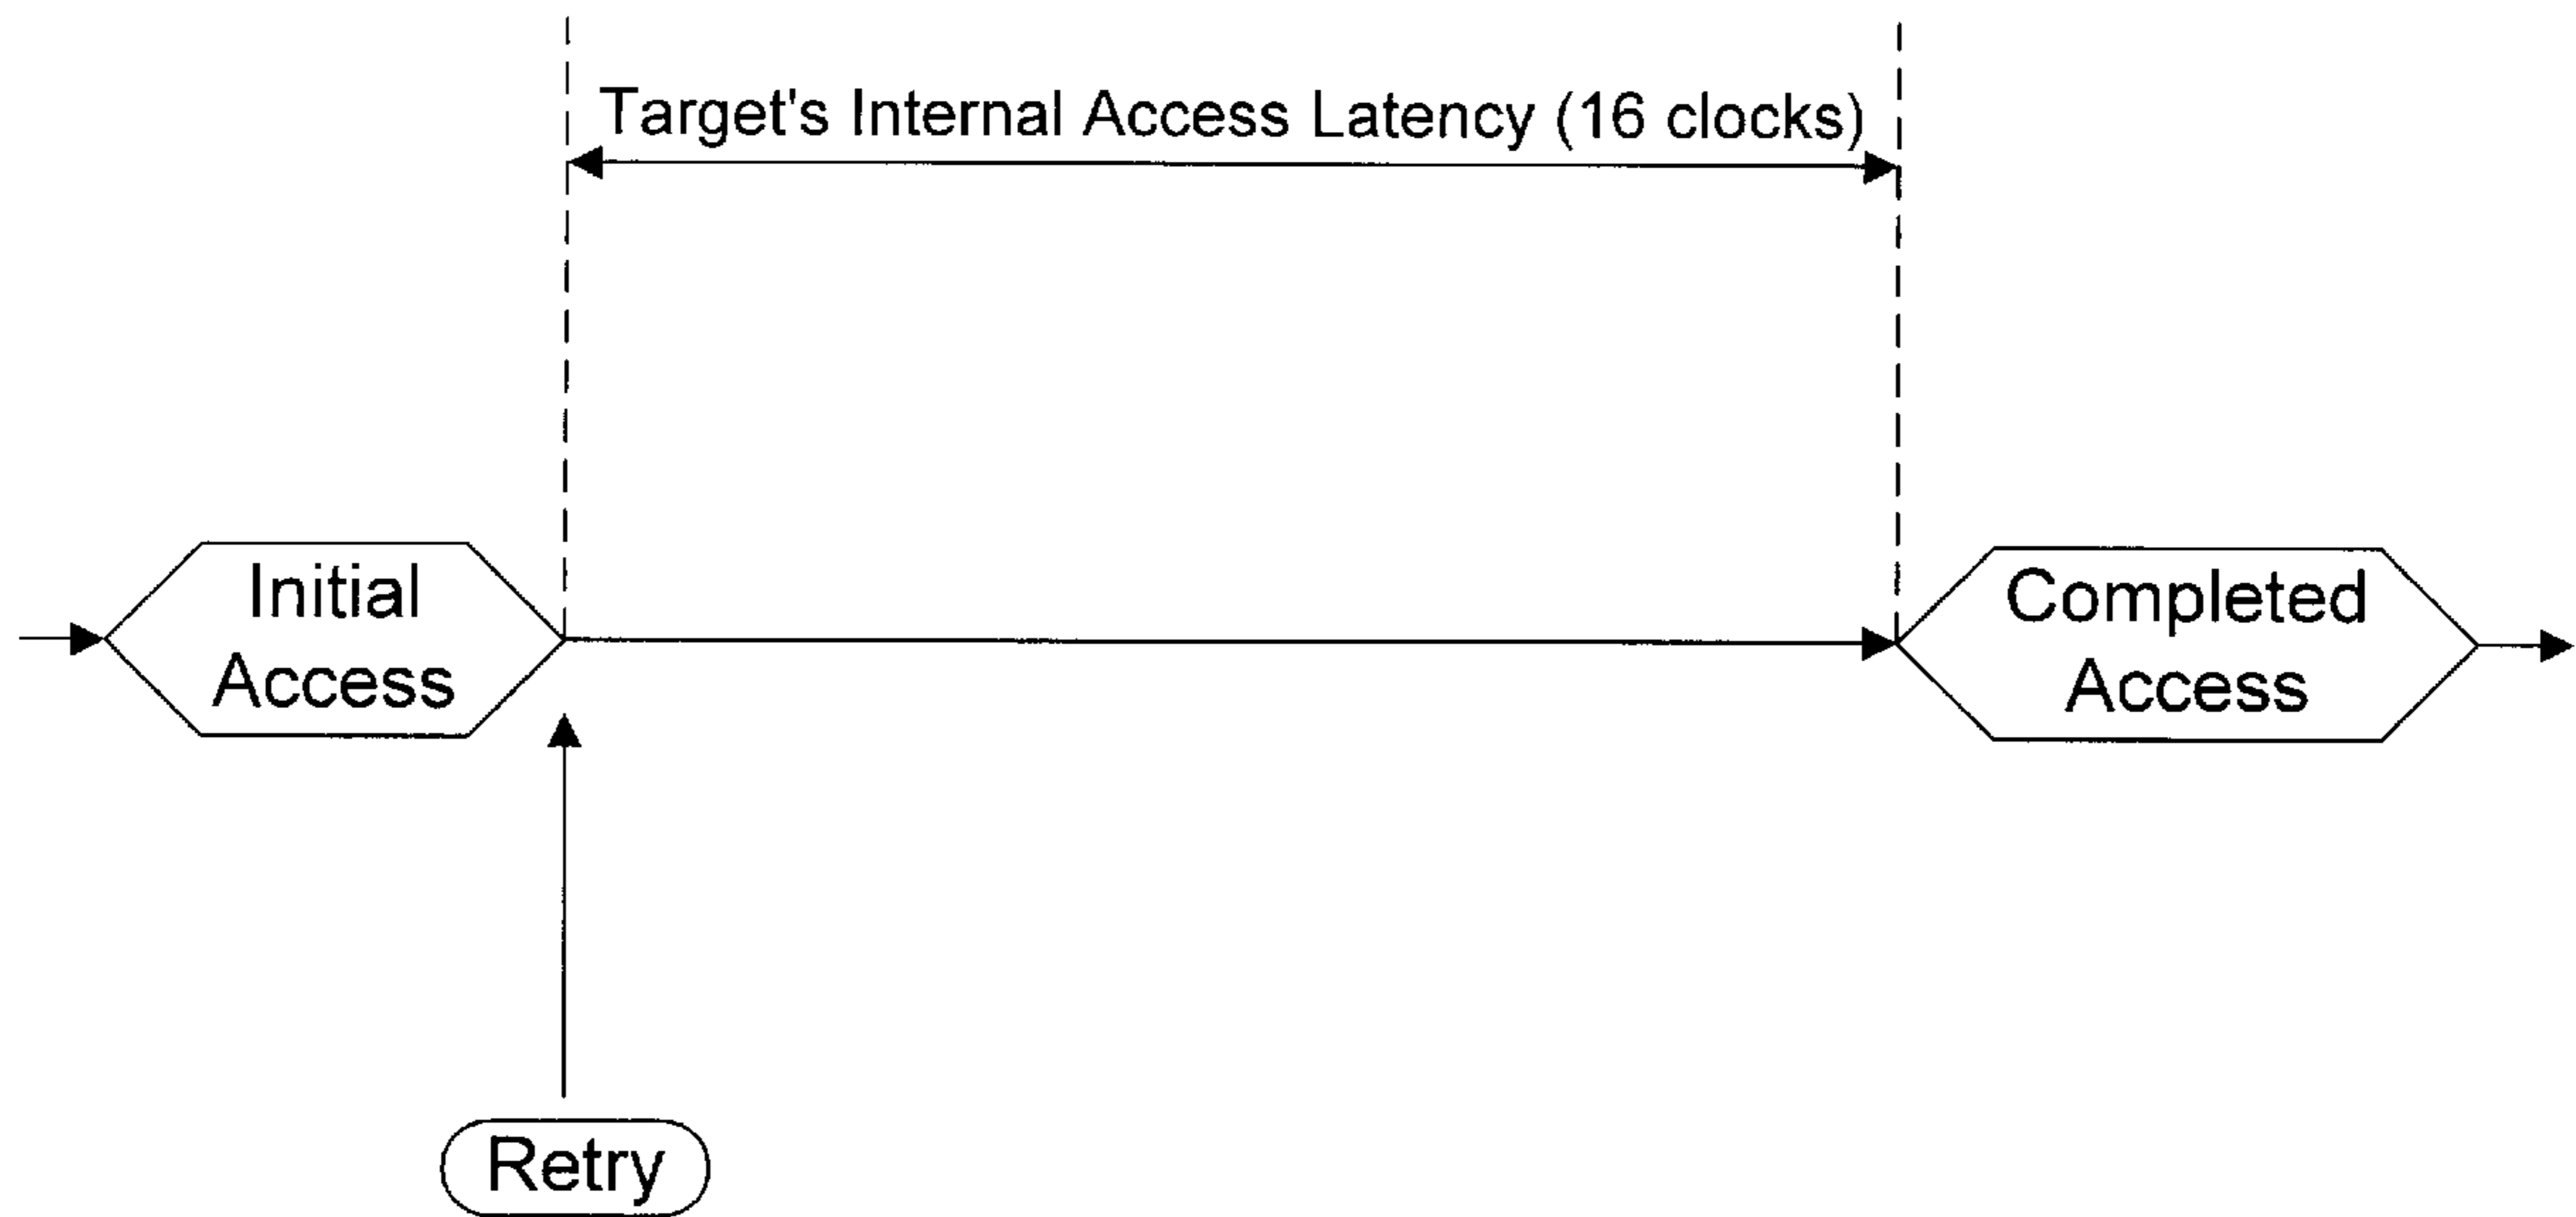 Target's Internal Access Latency (16 clocks)
Initial
Access
Completed
Access
Retry